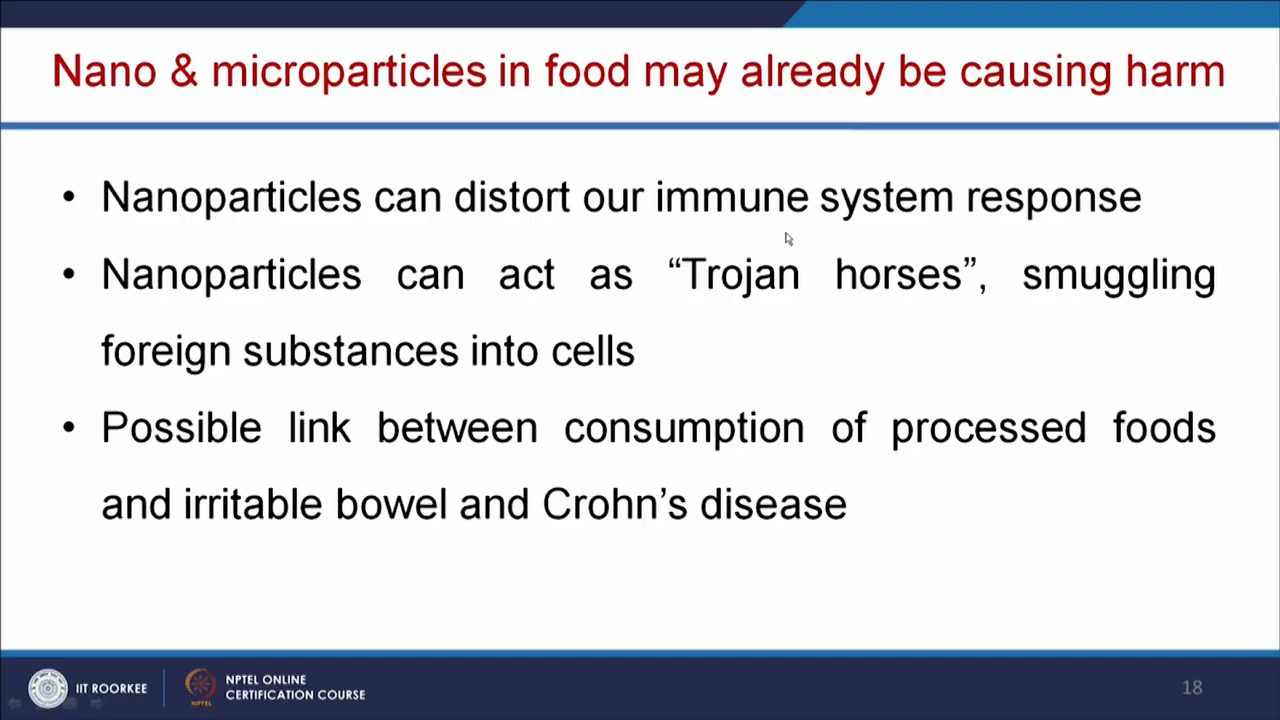 Nano & microparticles in food may already be causing harm
• Nanoparticles can distort our immune system response
• Nanoparticles can act as “Trojan horses”, smuggling
foreign substances into cells
• Possible link between consumption of processed foods
and irritable bowel and Crohn’s disease
IIT ROORKEE
NPTEL
NPTEL ONLINE
CERTIFICATION COURSE
18